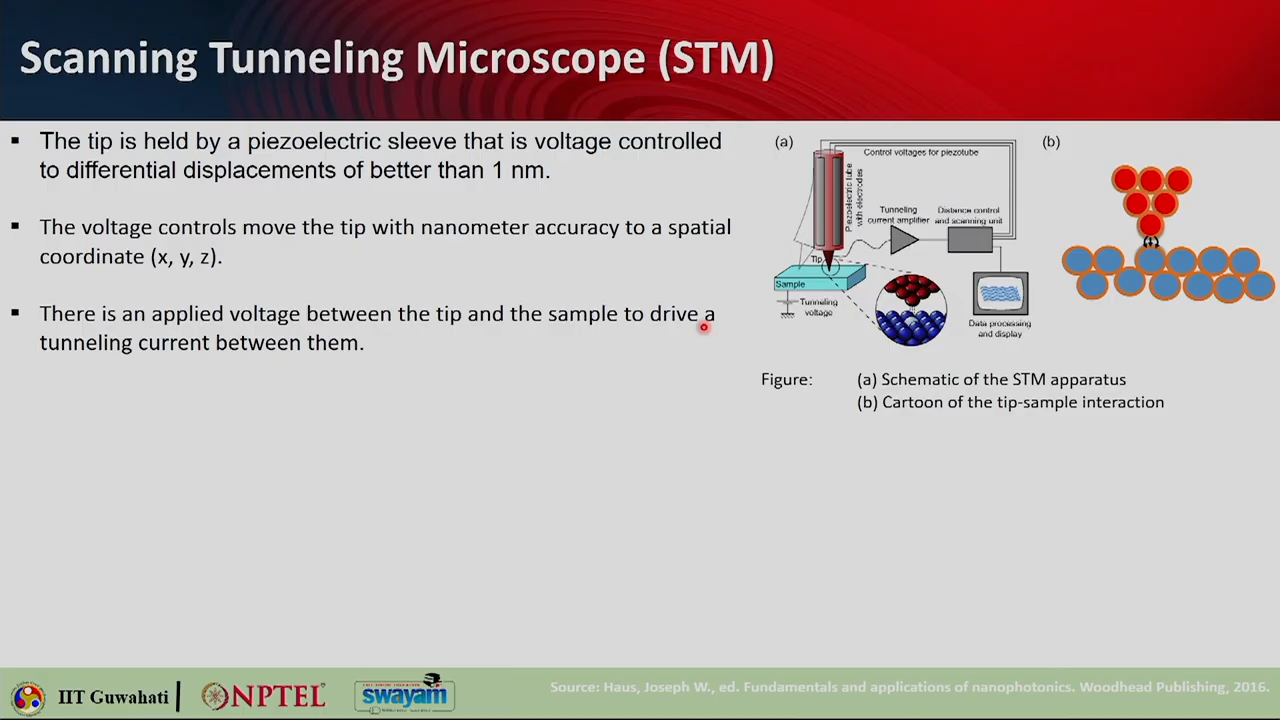 Scanning Tunneling Microscope (STM)
▪ The tip is held by a piezoelectric sleeve that is voltage controlled
to differential displacements of better than 1 nm.
▪ The voltage controls move the tip with nanometer accuracy to a spatial
coordinate (x, y, z).
▪ There is an applied voltage between the tip and the sample to drive a
tunneling current between them.
(a)
Control voltages for piezotube
Piezoelectric tube
with electrodes
Tunneling
current amplifier
Distance control
and scanning unit
Tip
Sample
Tunneling
voltage
Data processing
and display
(b)
Figure: (a) Schematic of the STM apparatus
(b) Cartoon of the tip-sample interaction
IIT Guwahati
NPTEL
swayam
Source: Haus, Joseph W., ed. Fundamentals and applications of nanophotonics. Woodhead Publishing, 2016.